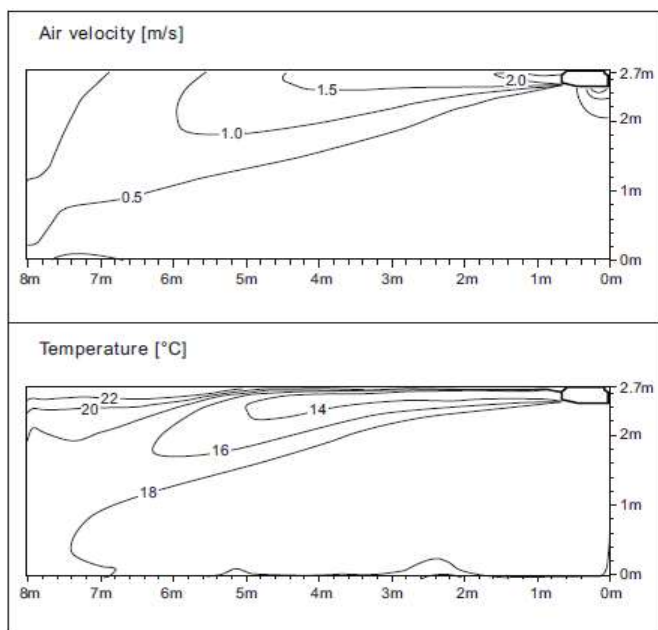 Air velocity [m/s]
2.0
2.7m
1.5
2m
1.0
1m
0.5
0m
8m 7m 6m 5m 4m 3m 2m 1m 0m
Temperature [°C]
22
2.7m
20
14
2m
16
18
1m
0m
8m 7m 6m 5m 4m 3m 2m 1m 0m